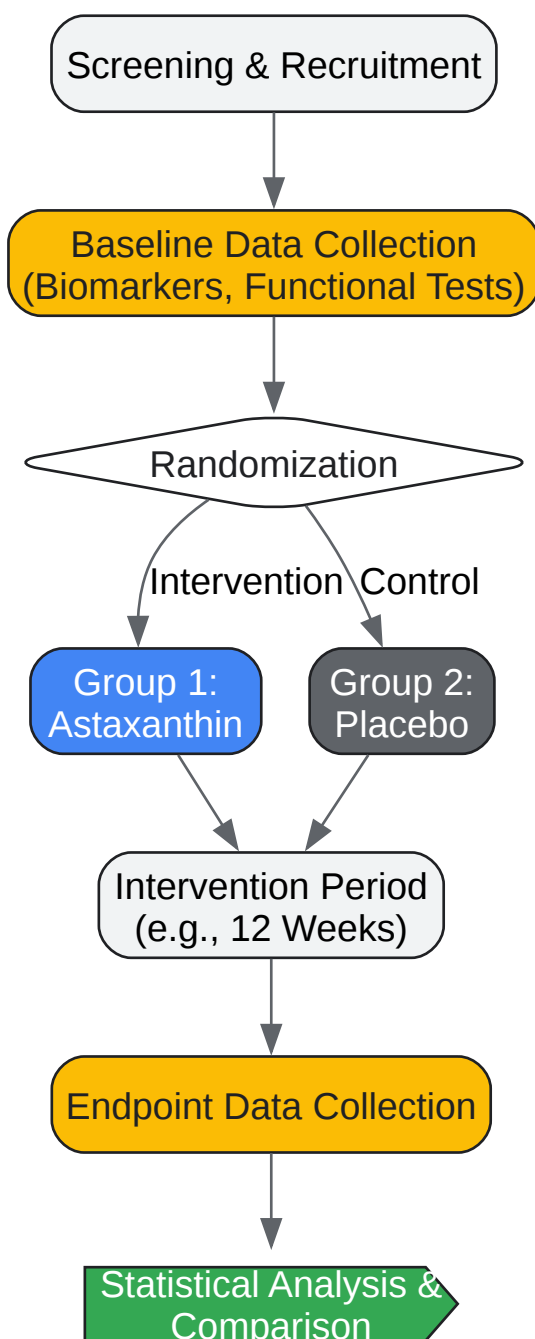 Screening & Recruitment
Baseline Data Collection
(Biomarkers, Functional Tests)
Randomization
Intervention
Control
Group 1:
Astaxanthin
Group 2:
Placebo
Intervention Period
(e.g., 12 Weeks)
Endpoint Data Collection
Statistical Analysis &
Comparison